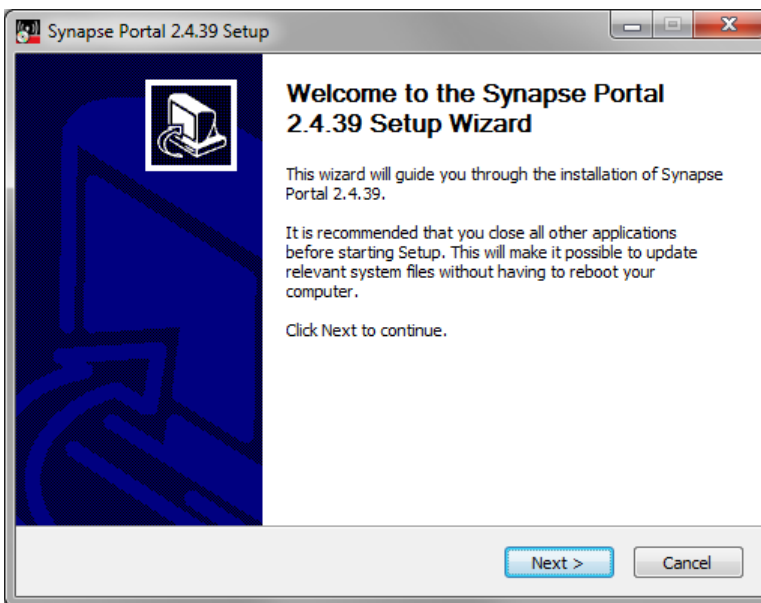 Synapse Portal 2.4.39 Setup
Welcome to the Synapse Portal
2.4.39 Setup Wizard
This wizard will guide you through the installation of Synapse
Portal 2.4.39.
It is recommended that you close all other applications
before starting Setup. This will make it possible to update
relevant system files without having to reboot your
computer.
Click Next to continue.
Next >
Cancel